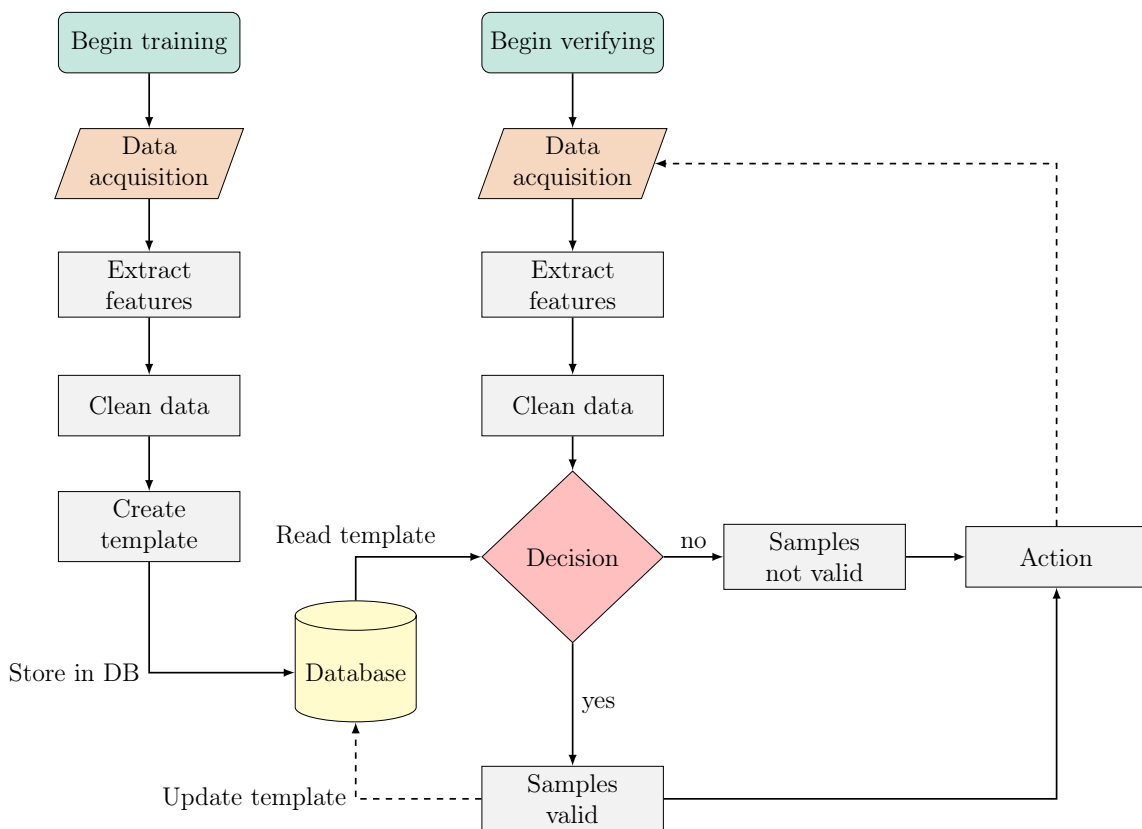 Begin training
Begin verifying
Data
acquisition
Data
acquisition
Extract
features
Extract
features
Clean data
Clean data
Create
template
Read template
Decision
no
Samples
not valid
Action
Store in DB
Database
yes
Update template
Samples
valid